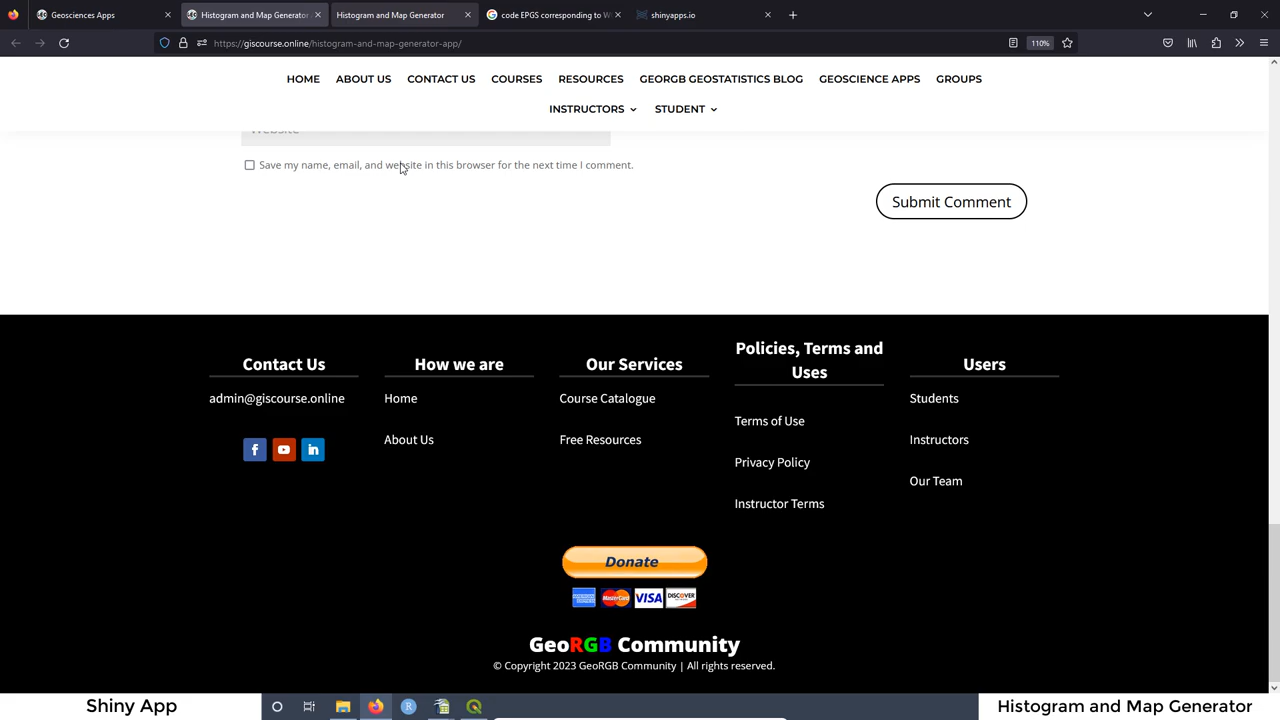 Geosciences Apps
Histogram and Map Generator
Histogram and Map Generator
code EPGS corresponding to W
shinyapps.io
https://giscourse.online/histogram-and-map-generator-app/
110%
HOME ABOUT US CONTACT US COURSES RESOURCES GEORGB GEOSTATISTICS BLOG GEOSCIENCE APPS GROUPS
INSTRUCTORS STUDENT
Website
Save my name, email, and website in this browser for the next time I comment.
Submit Comment
Contact Us
admin@giscourse.online
How we are
Home
About Us
Our Services
Course Catalogue
Free Resources
Policies, Terms and
Uses
Terms of Use
Privacy Policy
Instructor Terms
Users
Students
Instructors
Our Team
Donate
GeoRGB Community
© Copyright 2023 GeoRGB Community | All rights reserved.
Shiny App
Histogram and Map Generator